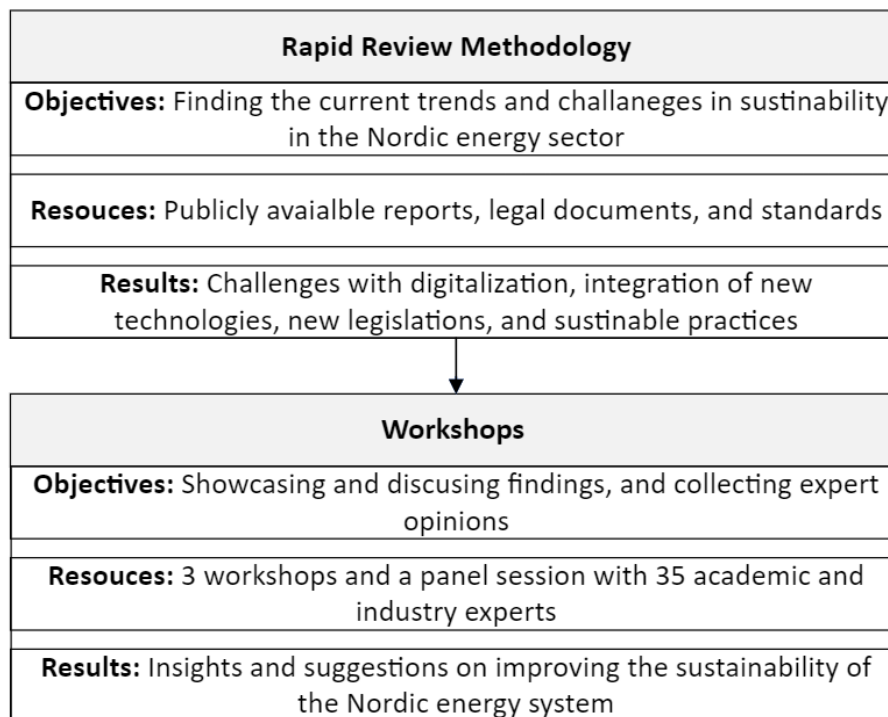 Rapid Review Methodology
Objectives: Finding the current trends and challaneges in sustinability
in the Nordic energy sector
Resouces: Publicly avaialble reports, legal documents, and standards
Results: Challenges with digitalization, integration of new
technologies, new legislations, and sustinable practices
Workshops
Objectives: Showcasing and discusing findings, and collecting expert
opinions
Resouces: 3 workshops and a panel session with 35 academic and
industry experts
Results: Insights and suggestions on improving the sustainability of
the Nordic energy system